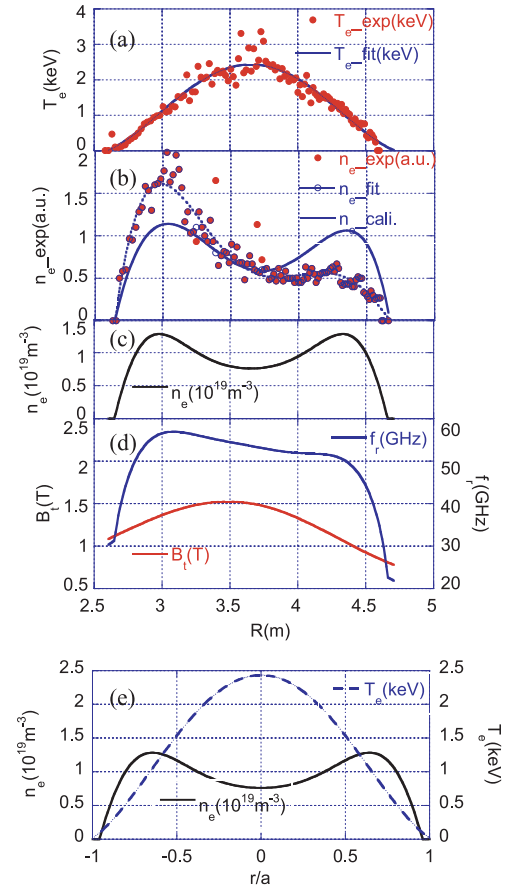 (a)
T_e_exp(keV)
T_e_fit(keV)
T_e(keV)
4
3
2
1
0
(b)
n_e_exp(a.u.)
n_e_fit
n_e_cali.
n_e_exp(a.u.)
2
1.5
1
0.5
0
(c)
n_e(10^19m^-3)
n_e(10^19m^-3)
1.5
1
0.5
0
(d)
f_r(GHz)
B_t(T)
B_t(T)
2.5
2
1.5
1
0.5
60
50
40
30
20
f_r(GHz)
2.5 3 3.5 4 4.5 5
R(m)
(e)
T_e(keV)
n_e(10^19m^-3)
n_e(10^19m^-3)
2.5
2
1.5
1
0.5
0
2.5
2
1.5
1
0.5
0
T_e(keV)
-1 -0.5 0 0.5 1
r/a